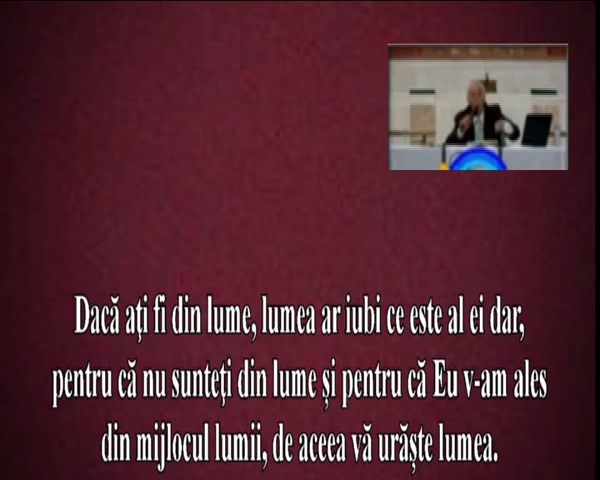 Dacă ați fi din lume, lumea ar iubi ce este al ei dar,
pentru că nu sunteți din lume și pentru că Eu v-am ales
din mijlocul lumii, de aceea vă urăște lumea.